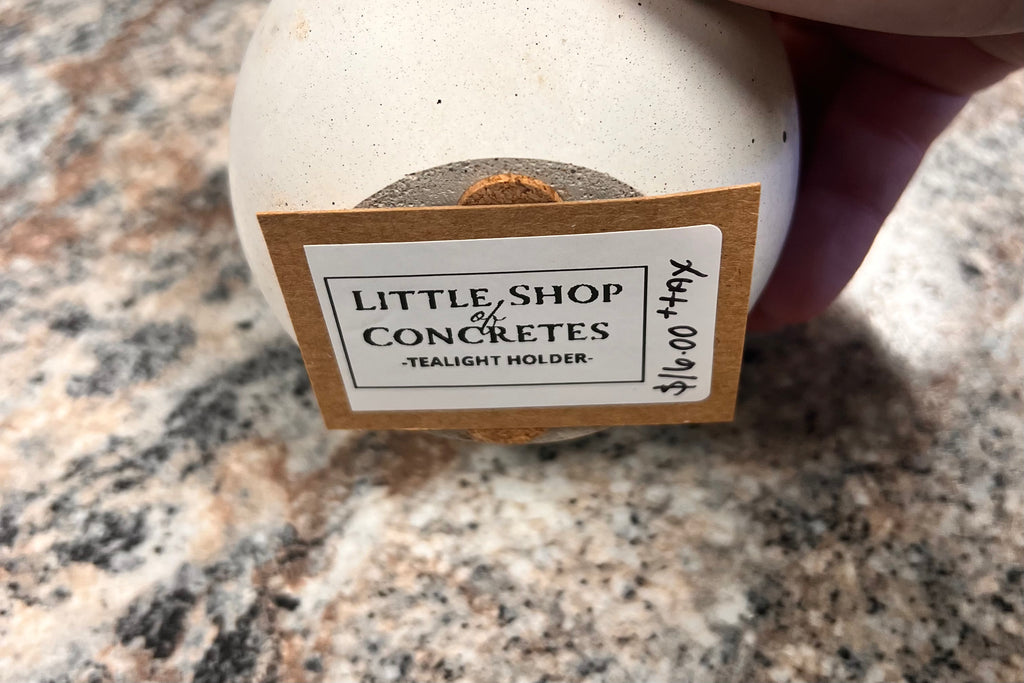 LITTLE SHOP
of
CONCRETES
-TEALIGHT HOLDER-
$16.00 +tax